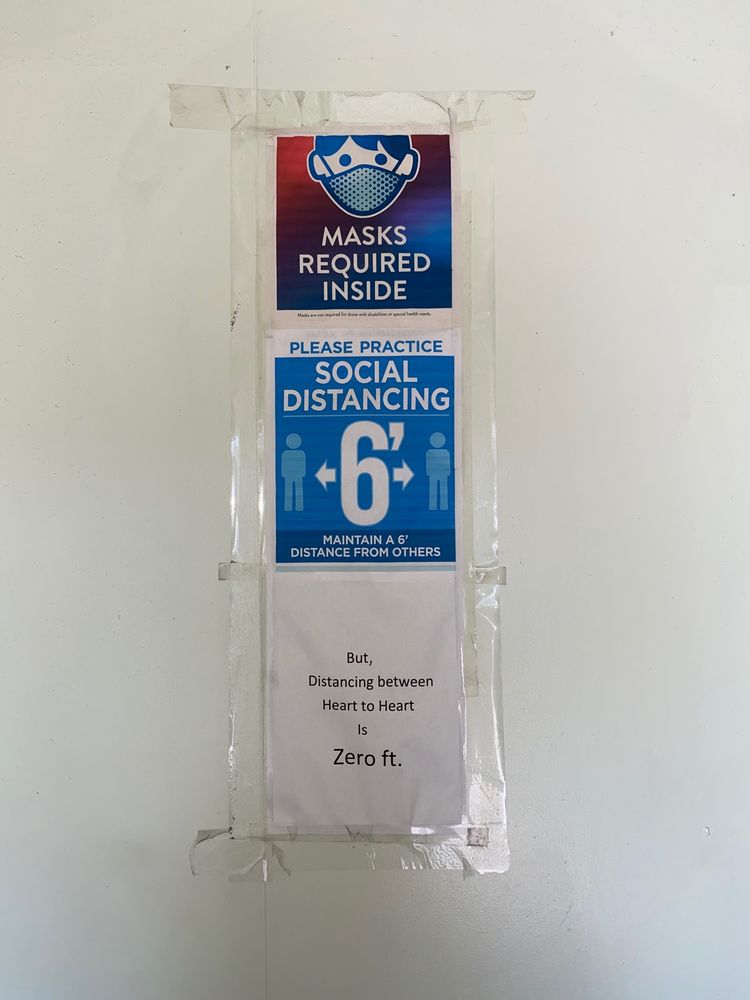 MASKS
REQUIRED
INSIDE
Masks are not required for those with disabilities or special health needs.
PLEASE PRACTICE
SOCIAL
DISTANCING
6’
MAINTAIN A 6’
DISTANCE FROM OTHERS
But,
Distancing between
Heart to Heart
Is
Zero ft.